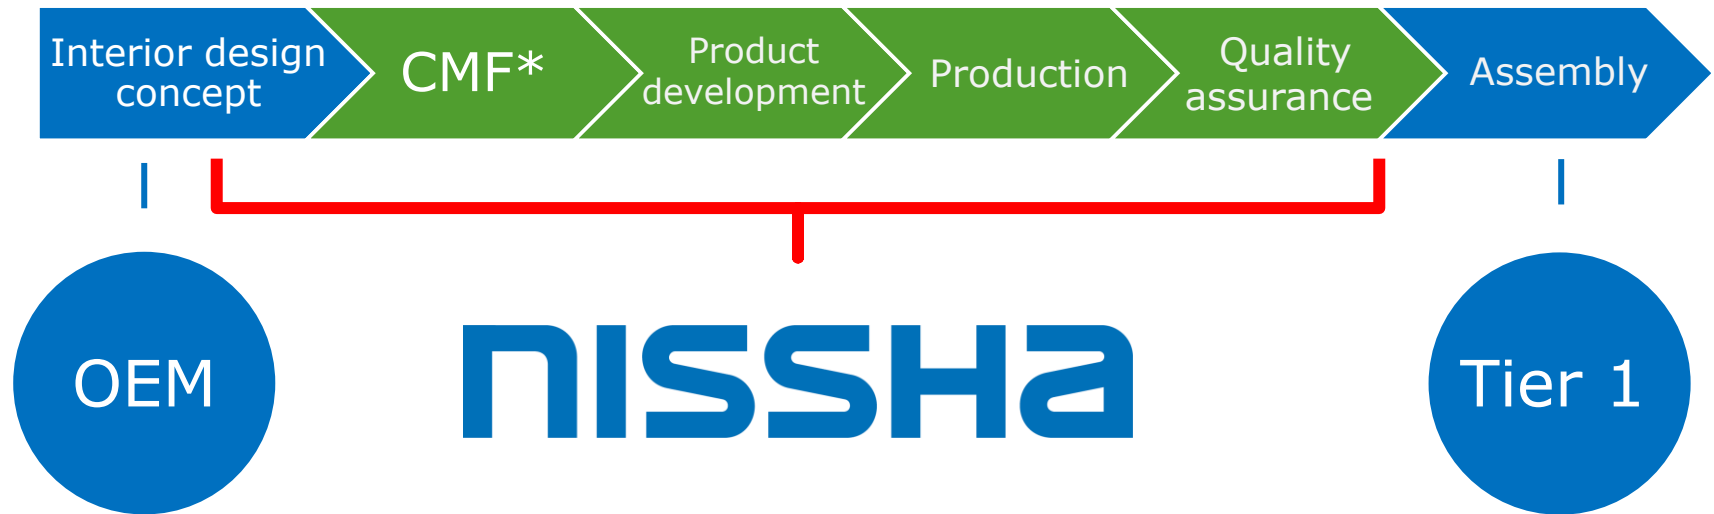 Interior design
concept
CMF*
Product
development
Production
Quality
assurance
Assembly
OEM
NISSHA
Tier 1